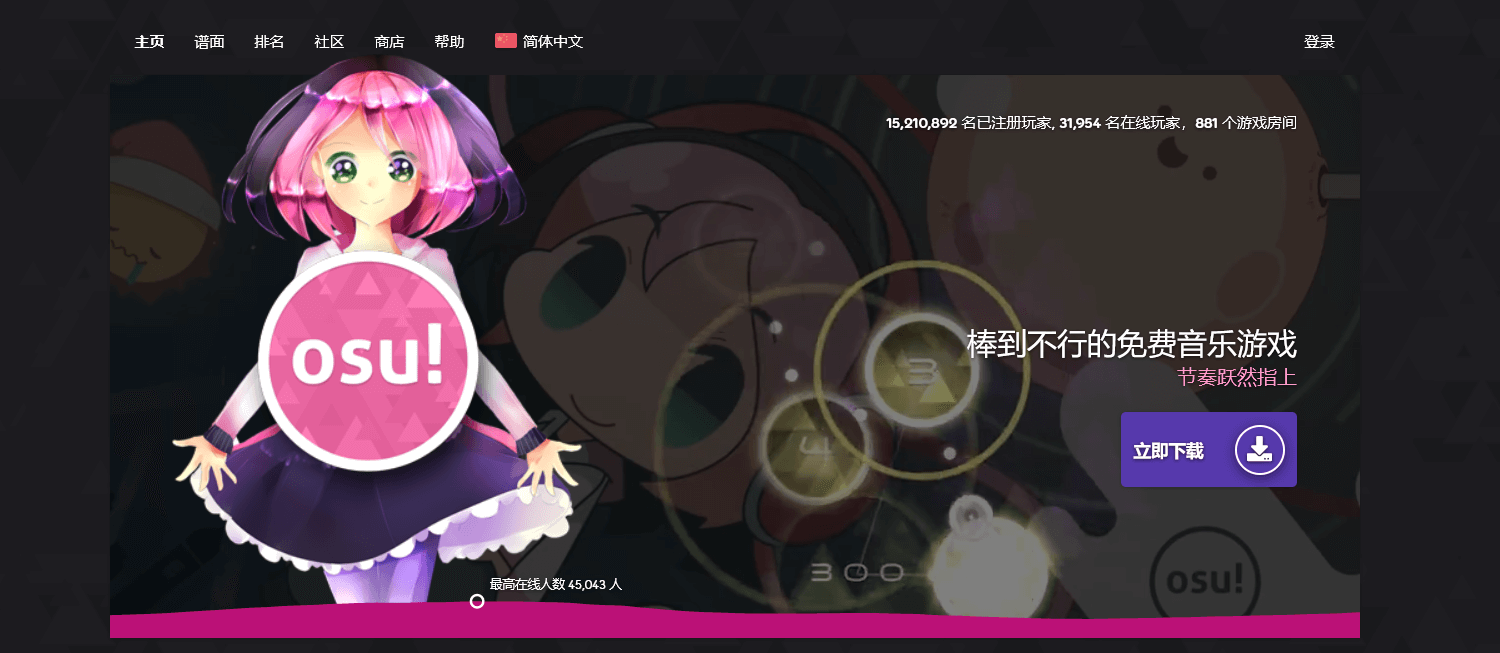 主页 谱面 排名 社区 商店 帮助 简体中文 登录
15,210,892 名已注册玩家, 31,954 名在线玩家，881 个游戏房间
osu!
3
棒到不行的免费音乐游戏
节奏跃然指上
4
立即下载
300
osu!
最高在线人数 45,043 人